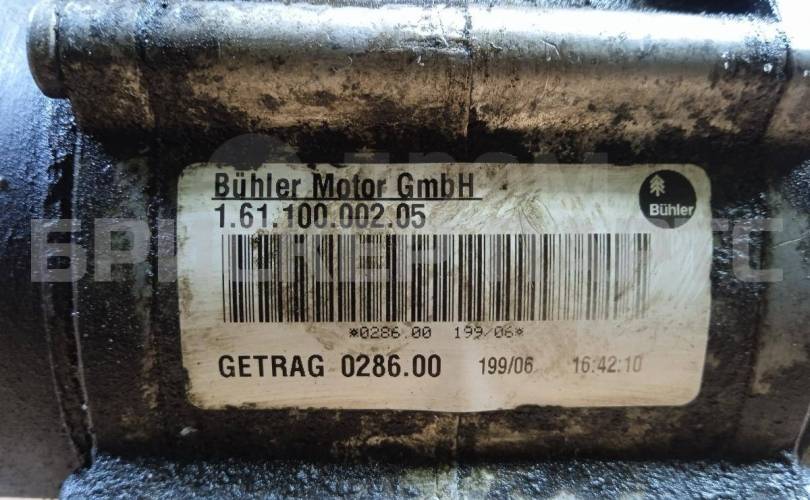 Bühler Motor GmbH
1.61.100.002.05
Bühler
*0286.00 199/06*
GETRAG 0286.00 199/06 16:42:10